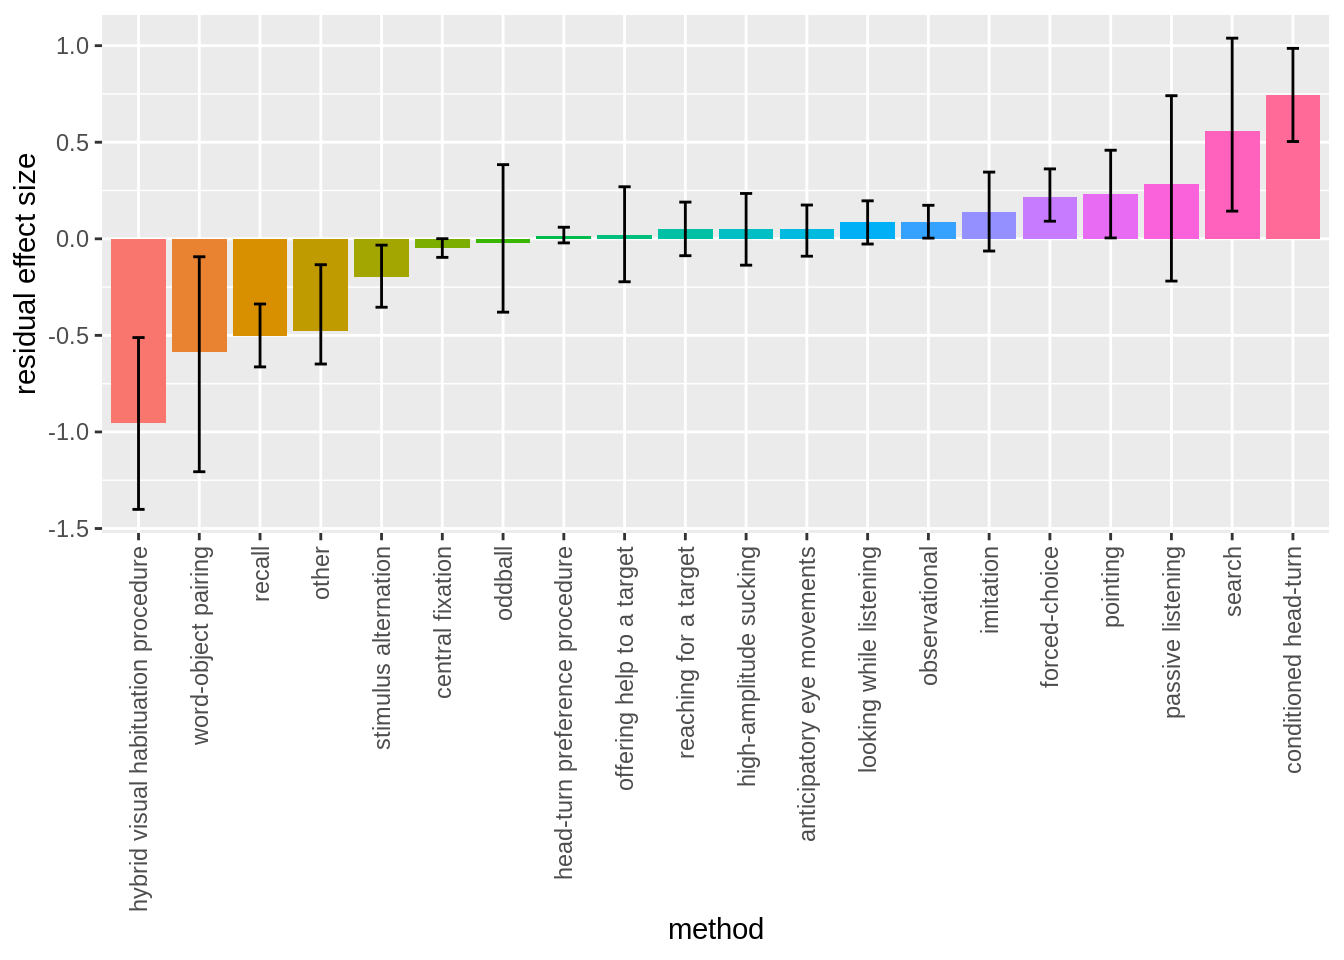 residual effect size
1.0
0.5
0.0
-0.5
-1.0
-1.5
hybrid visual habituation procedure
word-object pairing
recall
other
stimulus alternation
central fixation
oddball
head-turn preference procedure
offering help to a target
reaching for a target
high-amplitude sucking
anticipatory eye movements
looking while listening
observational
imitation
forced-choice
pointing
passive listening
search
conditioned head-turn
method